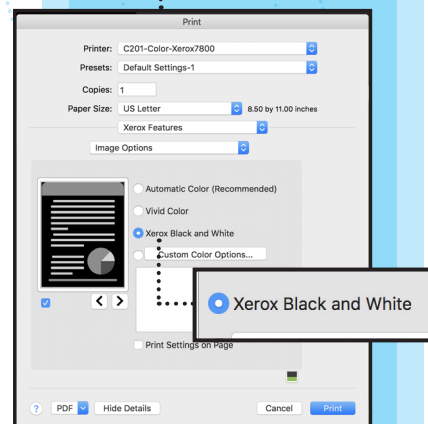 Print
Printer: C201-Color-Xerox7800
Presets: Default Settings-1
Copies: 1
Paper Size: US Letter 8.50 by 11.00 inches
Xerox Features
Image Options
Automatic Color (Recommended)
Vivid Color
Xerox Black and White
Custom Color Options...
Xerox Black and White
Print Settings on Page
? PDF Hide Details Cancel Print